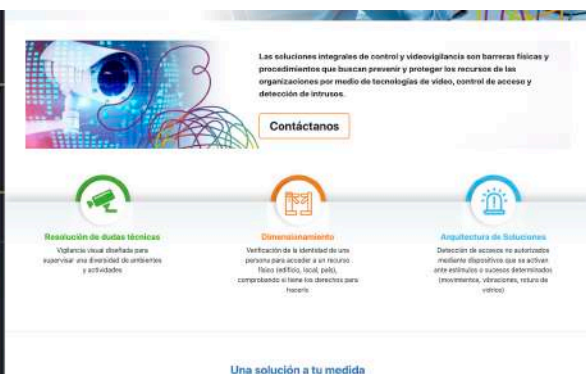 Las soluciones integrales de control y videovigilancia son barreras físicas y
procedimientos que buscan prevenir y proteger los recursos de las
organizaciones por medio de tecnologías de video, control de acceso y
detección de intrusos.
Contáctanos
Resolución de dudas técnicas
Vigilancia visual diseñada para
supervisar una diversidad de ambientes
y actividades
Dimensionamiento
Verificación de la identidad de una
persona para acceder a un recurso
físico (edificio, local, país),
comprobando si tiene los derechos para
hacerlo
Arquitectura de Soluciones
Detección de accesos no autorizados
mediante dispositivos que se activan
ante estímulos o sucesos determinados
(movimientos, vibraciones, rotura de
vidrios)
Una solución a tu medida